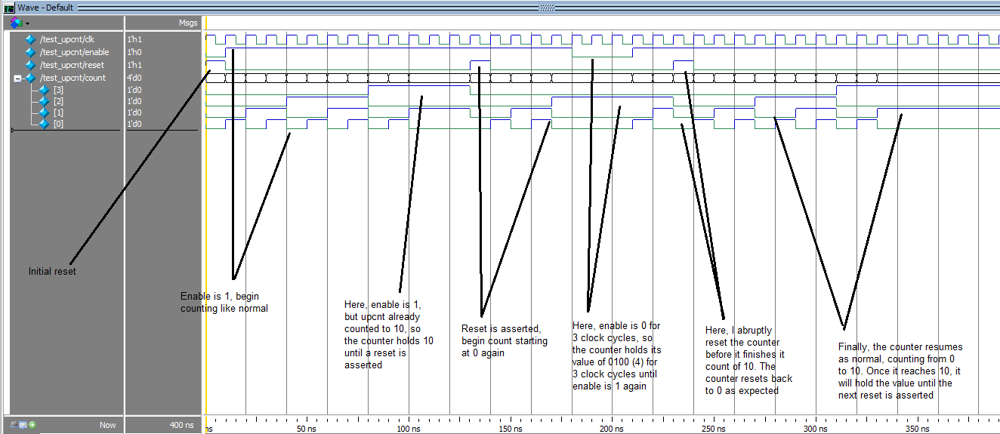 Wave - Default
Msgs
/test_upcnt/clk 1'h1
/test_upcnt/enable 1'h0
/test_upcnt/reset 1'h1
/test_upcnt/count 4'd0
[3] 1'd0
[2] 1'd0
[1] 1'd0
[0] 1'd0
Initial reset
Enable is 1, begin
counting like normal
Here, enable is 1,
but upcnt already
counted to 10, so
the counter holds 10
until a reset is
asserted
Reset is asserted,
begin count starting
at 0 again
Here, enable is 0 for
3 clock cycles, so
the counter holds its
value of 0100 (4) for
3 clock cycles until
enable is 1 again
Here, I abruptly
reset the counter
before it finishes it
count of 10. The
counter resets back
to 0 as expected
Finally, the counter resumes
as normal, counting from 0
to 10. Once it reaches 10, it
will hold the value until the
next reset is asserted
Now 400 ns ns 50 ns 100 ns 150 ns 200 ns 250 ns 300 ns 350 ns